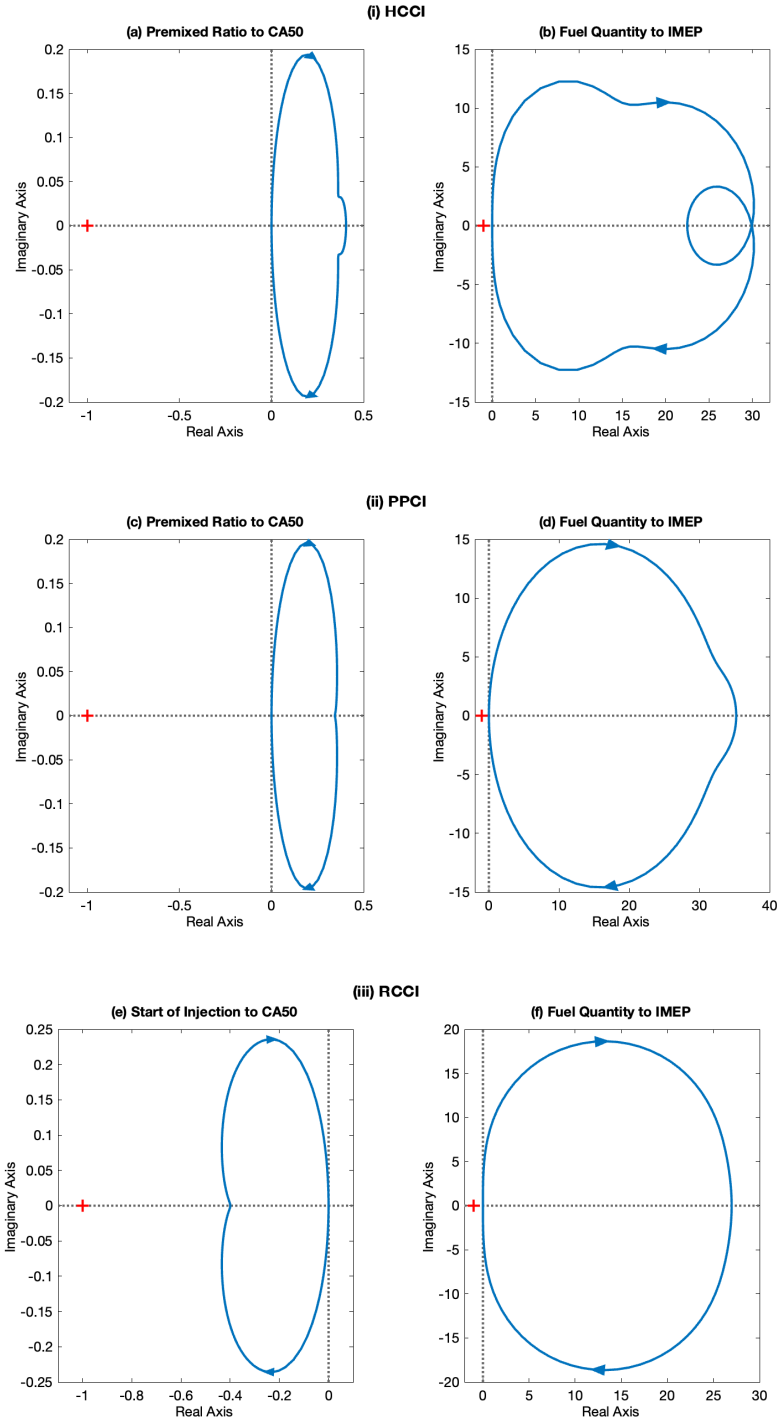 (i) HCCI
(a) Premixed Ratio to CA50
0.2
0.15
0.1
0.05
0
-0.05
-0.1
-0.15
-0.2
Imaginary Axis
-1 -0.5 0 0.5
Real Axis
(b) Fuel Quantity to IMEP
15
10
5
0
-5
-10
-15
Imaginary Axis
0 5 10 15 20 25 30
Real Axis
(ii) PPCI
(c) Premixed Ratio to CA50
0.2
0.15
0.1
0.05
0
-0.05
-0.1
-0.15
-0.2
Imaginary Axis
-1 -0.5 0 0.5
Real Axis
(d) Fuel Quantity to IMEP
15
10
5
0
-5
-10
-15
Imaginary Axis
0 10 20 30 40
Real Axis
(iii) RCCI
(e) Start of Injection to CA50
0.25
0.2
0.15
0.1
0.05
0
-0.05
-0.1
-0.15
-0.2
-0.25
Imaginary Axis
-1 -0.8 -0.6 -0.4 -0.2 0
Real Axis
(f) Fuel Quantity to IMEP
20
15
10
5
0
-5
-10
-15
-20
Imaginary Axis
0 5 10 15 20 25 30
Real Axis